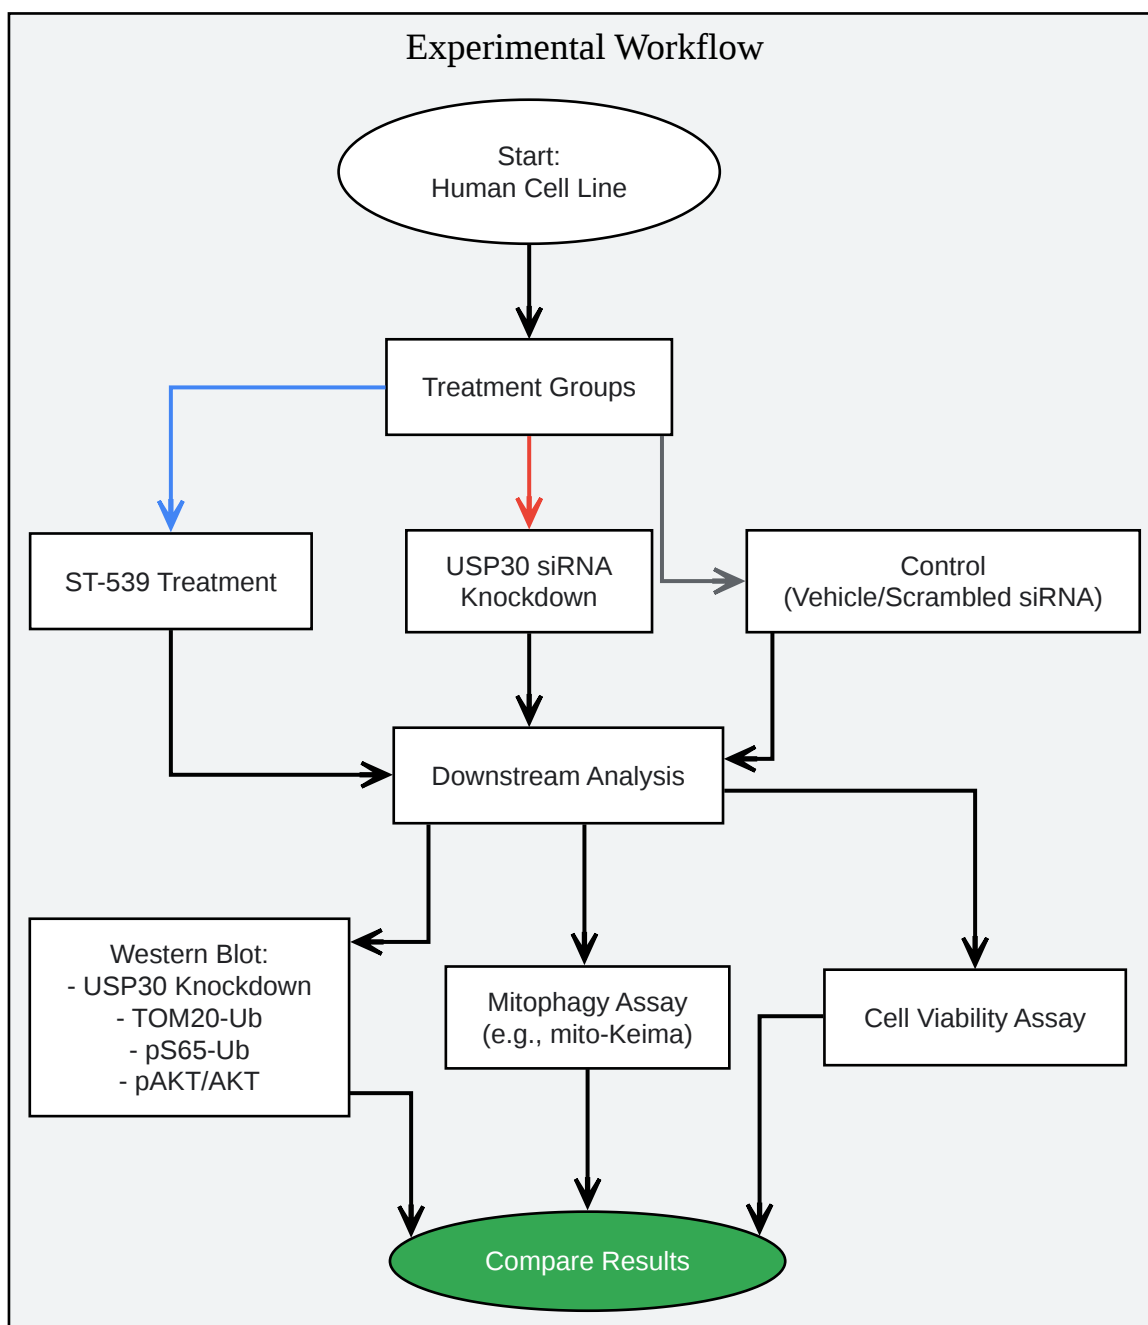 Experimental Workflow
Start:
Human Cell Line
Treatment Groups
ST-539 Treatment
USP30 siRNA
Knockdown
Control
(Vehicle/Scrambled siRNA)
Downstream Analysis
Western Blot:
- USP30 Knockdown
- TOM20-Ub
- pS65-Ub
- pAKT/AKT
Mitophagy Assay
(e.g., mito-Keima)
Cell Viability Assay
Compare Results